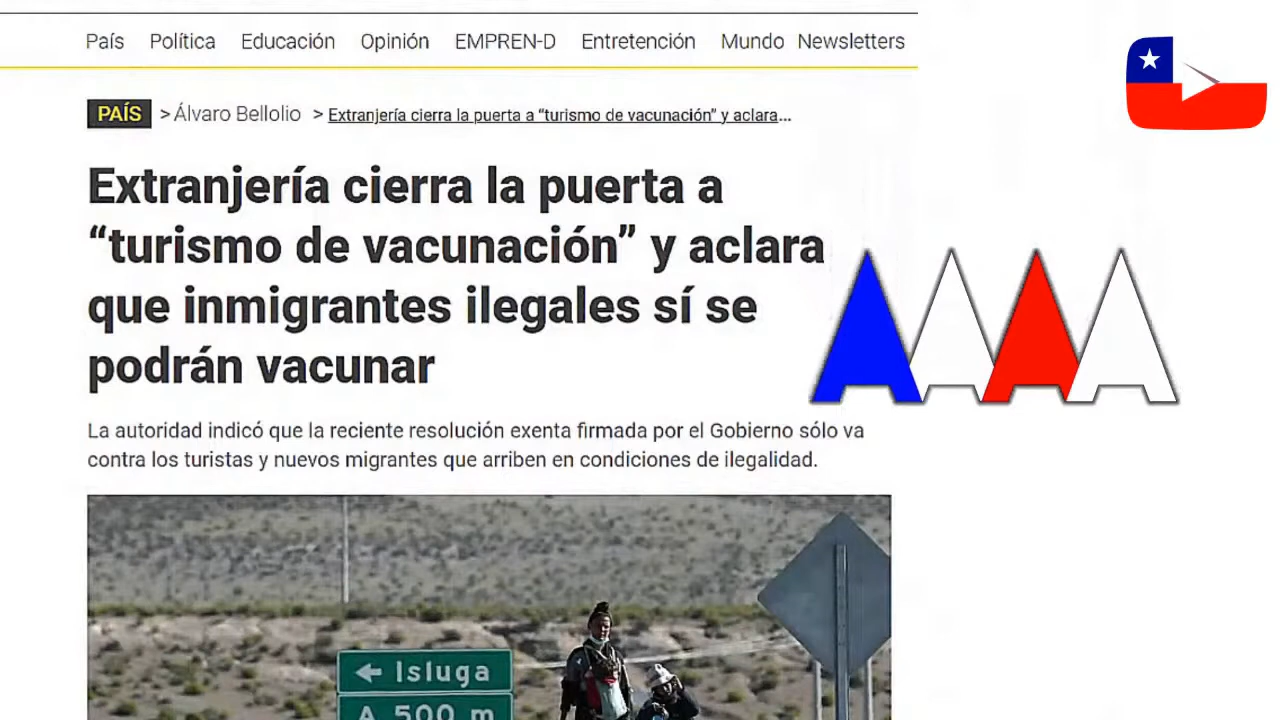 País Política Educación Opinión EMPREN-D Entretención Mundo Newsletters
PAÍS > Álvaro Bellolio > Extranjería cierra la puerta a “turismo de vacunación” y aclara...
Extranjería cierra la puerta a
“turismo de vacunación” y aclara
que inmigrantes ilegales sí se
podrán vacunar
La autoridad indicó que la reciente resolución exenta firmada por el Gobierno sólo va
contra los turistas y nuevos migrantes que arriben en condiciones de ilegalidad.
AAAA
← Isluga
A 500 m